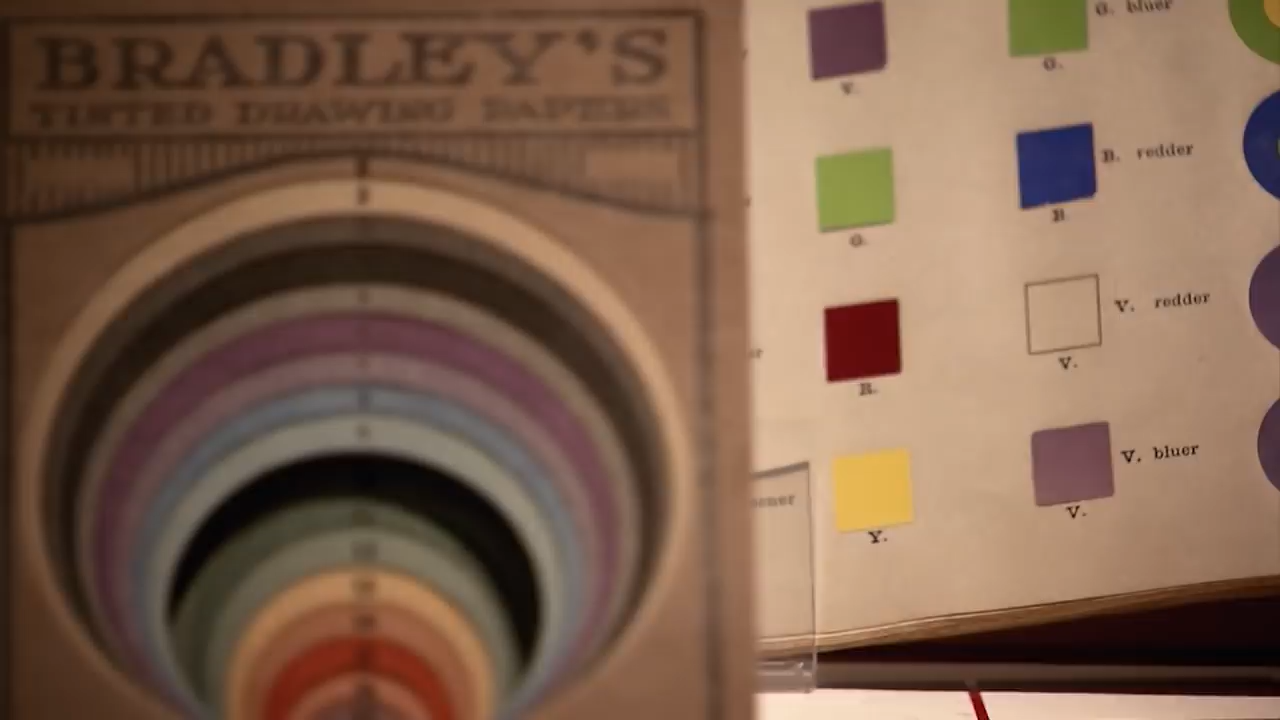 BRADLEY'S
TINTED DRAWING PAPERS
G. bluer
V.
G.
B. redder
G.
B
V. redder
R.
V.
V. bluer
Y.
V.